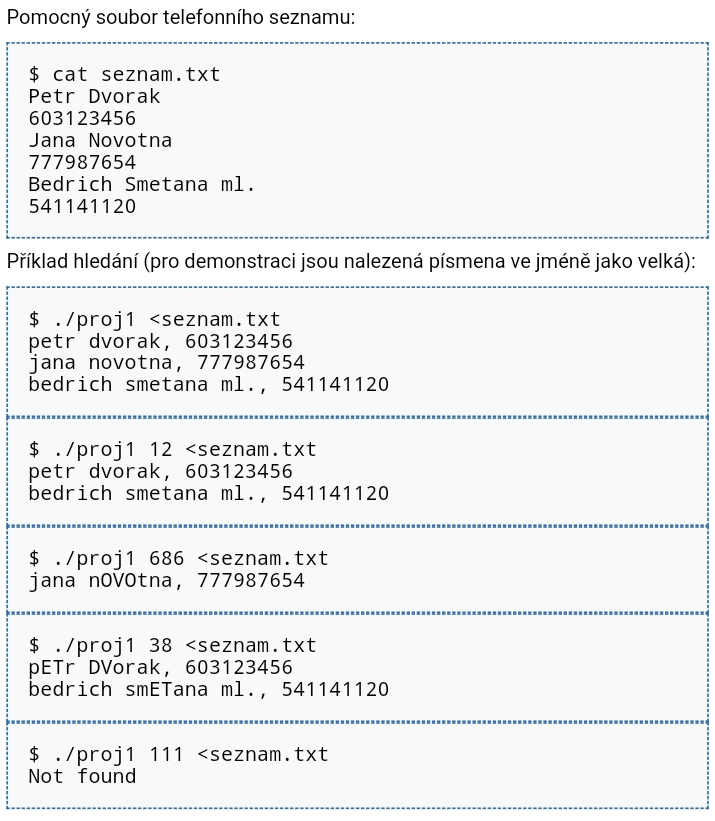 Pomocný soubor telefonního seznamu:
$ cat seznam.txt
Petr Dvorak
603123456
Jana Novotna
777987654
Bedrich Smetana ml.
541141120
Příklad hledání (pro demonstraci jsou nalezená písmena ve jméně jako velká):
$ ./proj1 <seznam.txt
petr dvorak, 603123456
jana novotna, 777987654
bedrich smetana ml., 541141120
$ ./proj1 12 <seznam.txt
petr dvorak, 603123456
bedrich smetana ml., 541141120
$ ./proj1 686 <seznam.txt
jana nOVOtna, 777987654
$ ./proj1 38 <seznam.txt
pETr DVorak, 603123456
bedrich smETana ml., 541141120
$ ./proj1 111 <seznam.txt
Not found